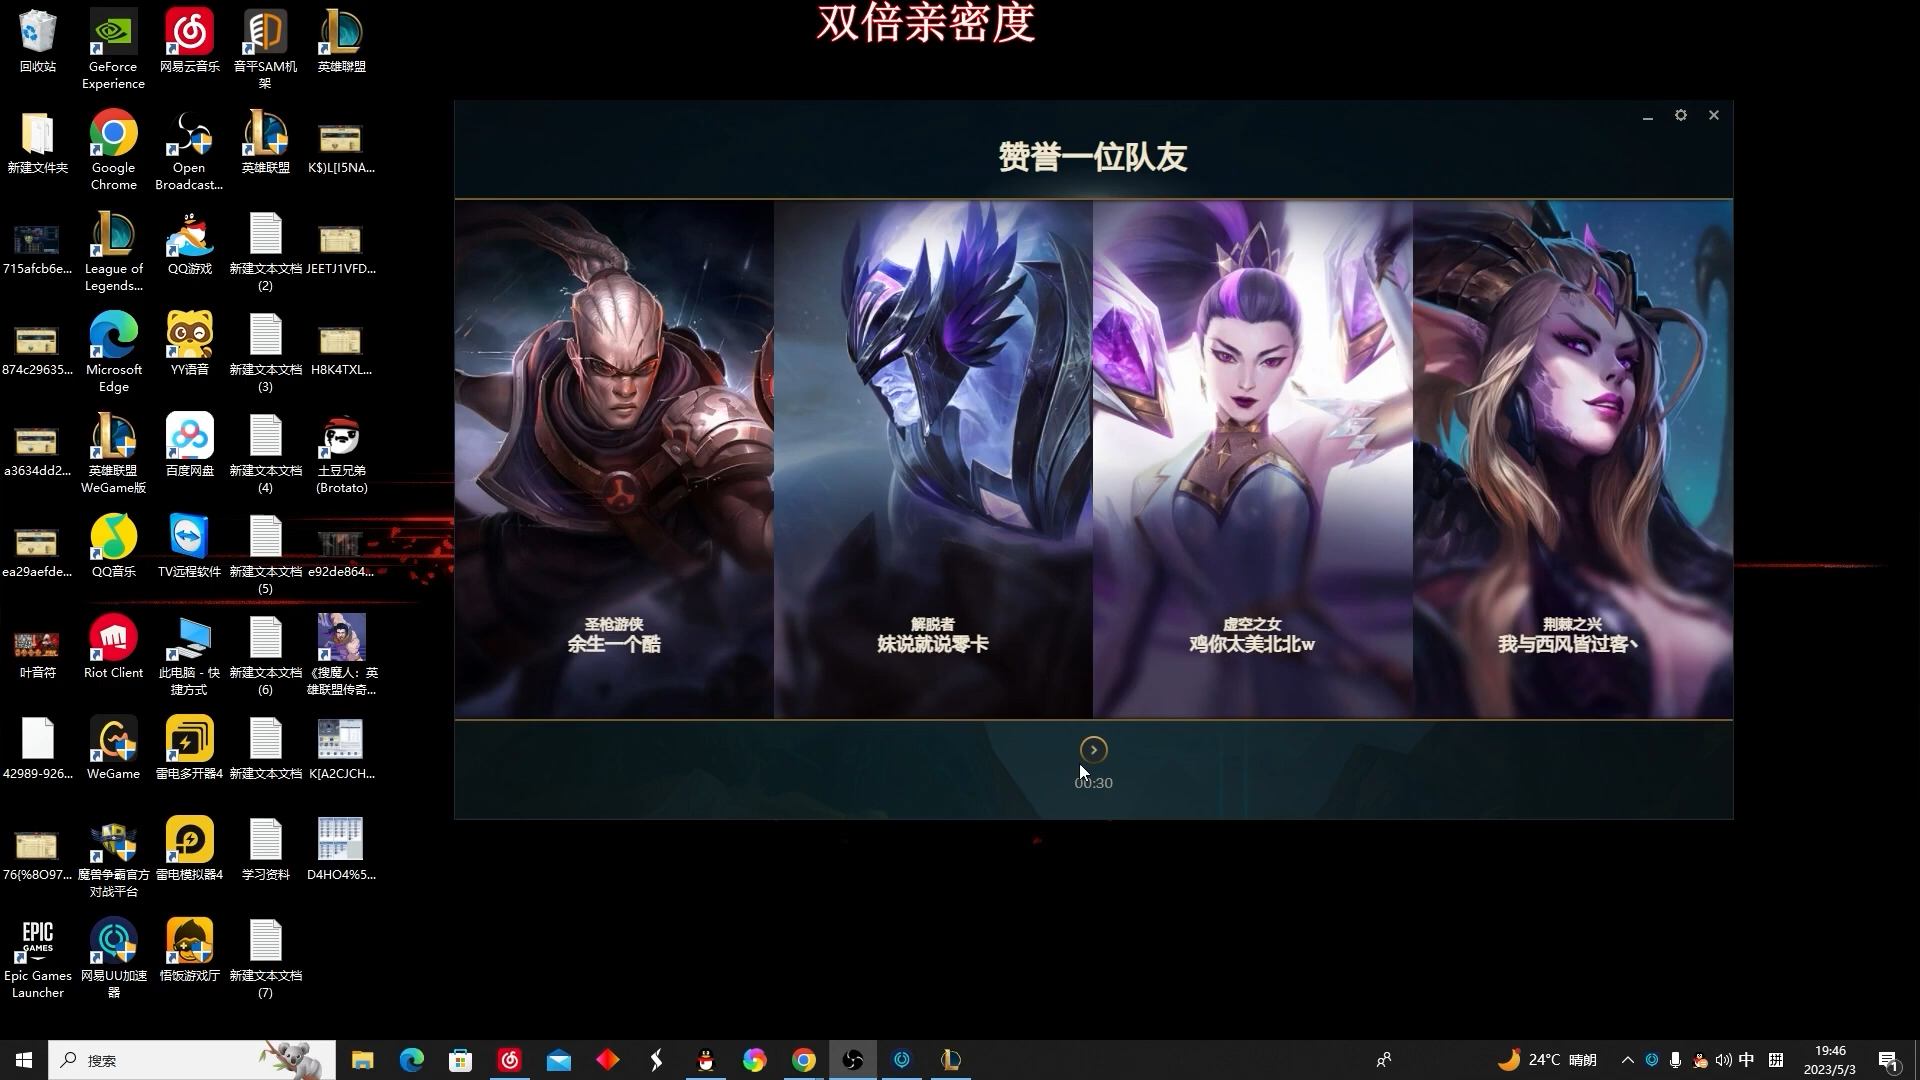 双倍亲密度
回收站
GeForce
Experience
网易云音乐
音平SAM机
架
英雄聯盟
新建文件夹
Google
Chrome
Open
Broadcast...
英雄联盟
K$)L[I5NA...
715afcb6e...
League of
Legends...
QQ游戏
新建文本文档
(2)
JEETJ1VFD...
874c29635...
Microsoft
Edge
YY语音
新建文本文档
(3)
H8K4TXL...
a3634dd2...
英雄联盟
WeGame版
百度网盘
新建文本文档
(4)
土豆兄弟
(Brotato)
ea29aefde...
QQ音乐
TV远程软件
新建文本文档
(5)
e92de864...
叶音符
Riot Client
此电脑 - 快
捷方式
新建文本文档
(6)
《搜魔人：英
雄联盟传奇...
42989-926...
WeGame
雷电多开器4
新建文本文档
K[A2CJCH...
76(%8O97...
魔兽争霸官方
对战平台
雷电模拟器4
学习资料
D4HO4%5...
EPIC
GAMES
Epic Games
Launcher
网易UU加速
器
悟饭游戏厅
新建文本文档
(7)
赞誉一位队友
圣枪游侠
余生一个酷
解脱者
妹说就说零卡
虚空之女
鸡你太美北北w
荆棘之兴
我与西风皆过客丶
00:30
搜索
24°C 晴朗
中
拼
19:46
2023/5/3
1